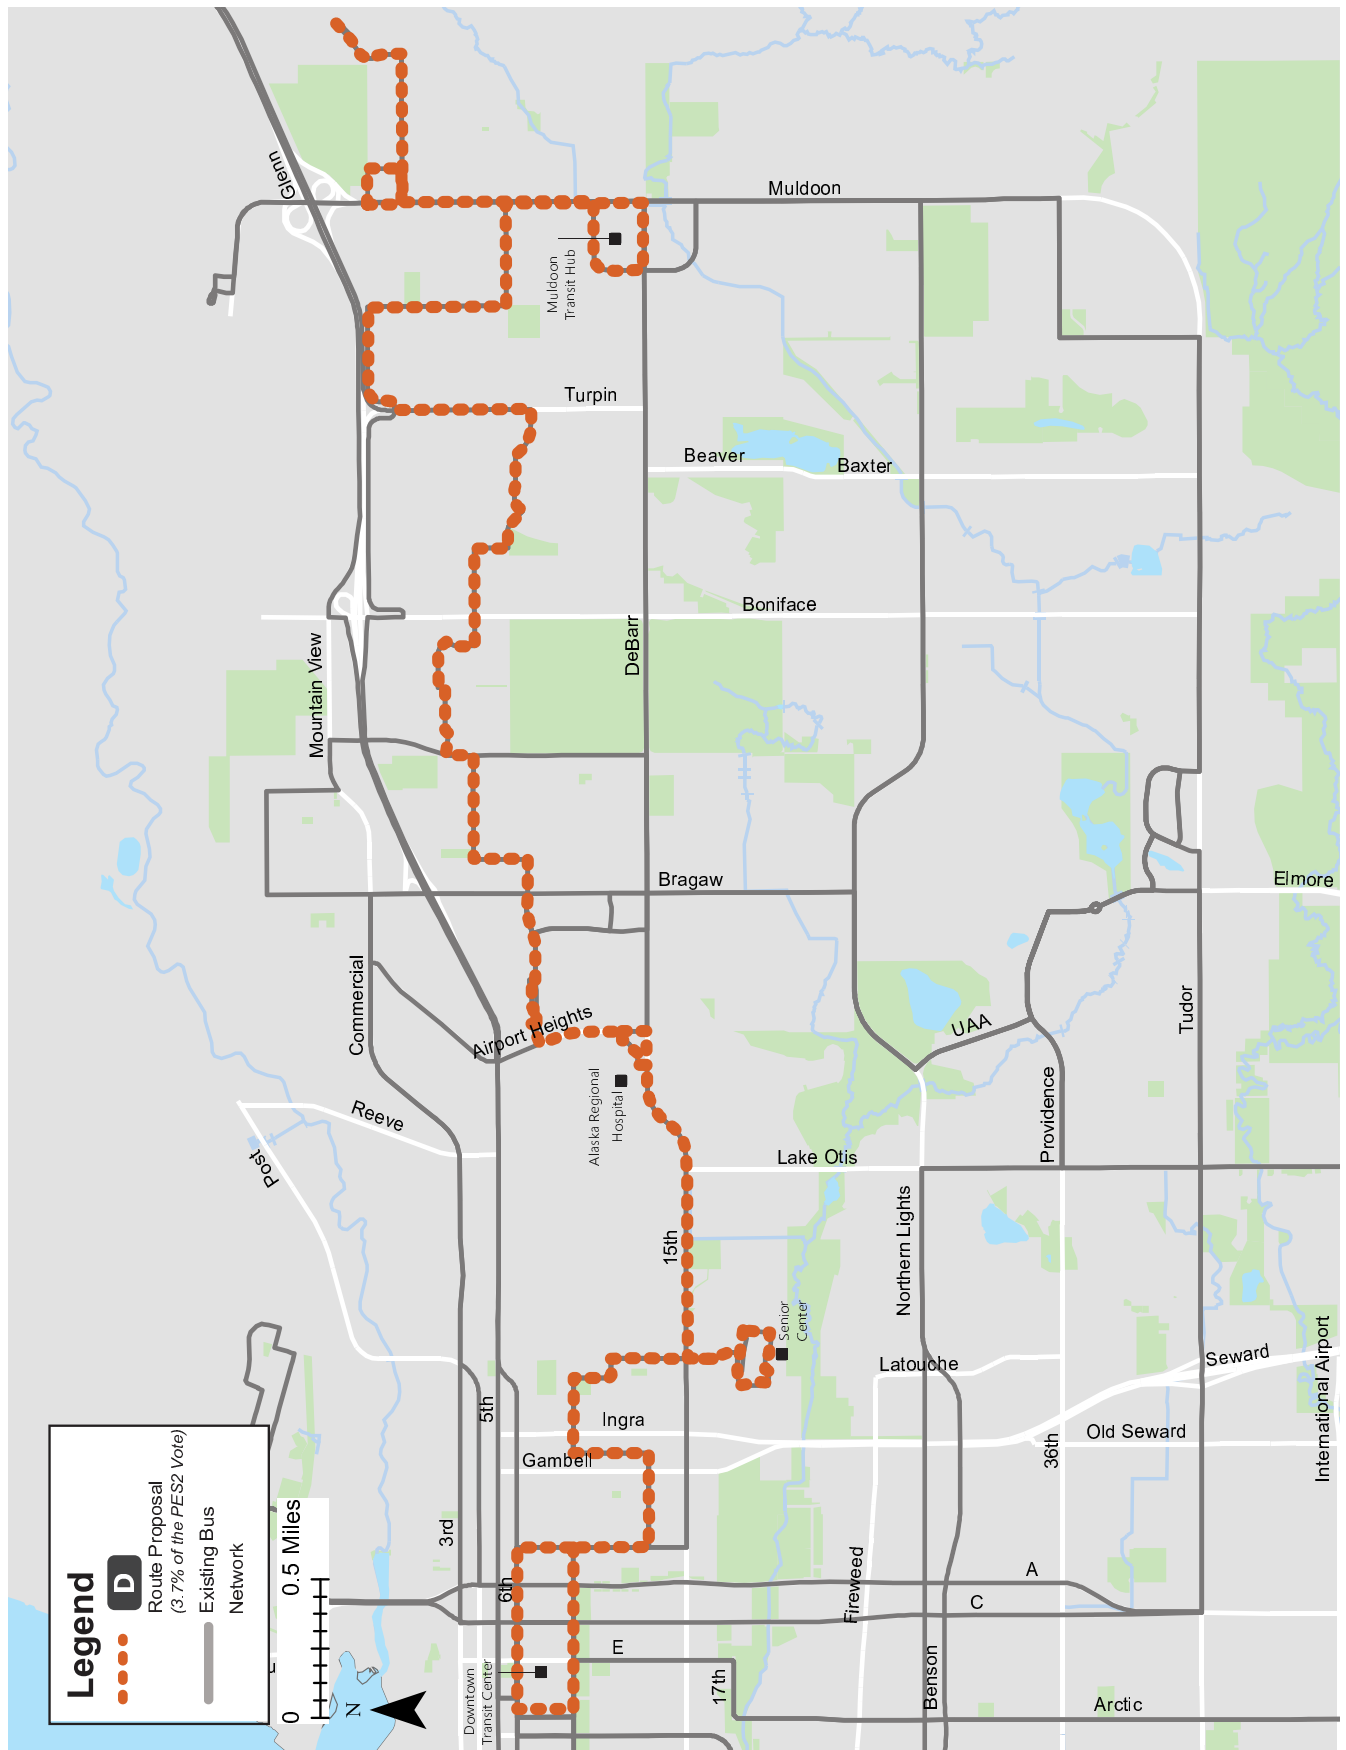 Glenn
Muldoon
Muldoon
Transit Hub
Turpin
Beaver
Baxter
Boniface
DeBarr
Mountain View
Bragaw
Elmore
Commercial
Airport Heights
UAA
Tudor
Alaska Regional
Hospital
Providence
Reeve
Post
Lake Otis
Northern Lights
15th
Senior
Center
Latouche
Seward
International Airport
Ingra
Old Seward
36th
5th
Gambell
3rd
6th
Fireweed
A
C
E
Downtown
Transit Center
17th
Benson
Arctic
Legend
D
Route Proposal
(3.7% of the PES2 Vote)
Existing Bus
Network
0 0.5 Miles
N